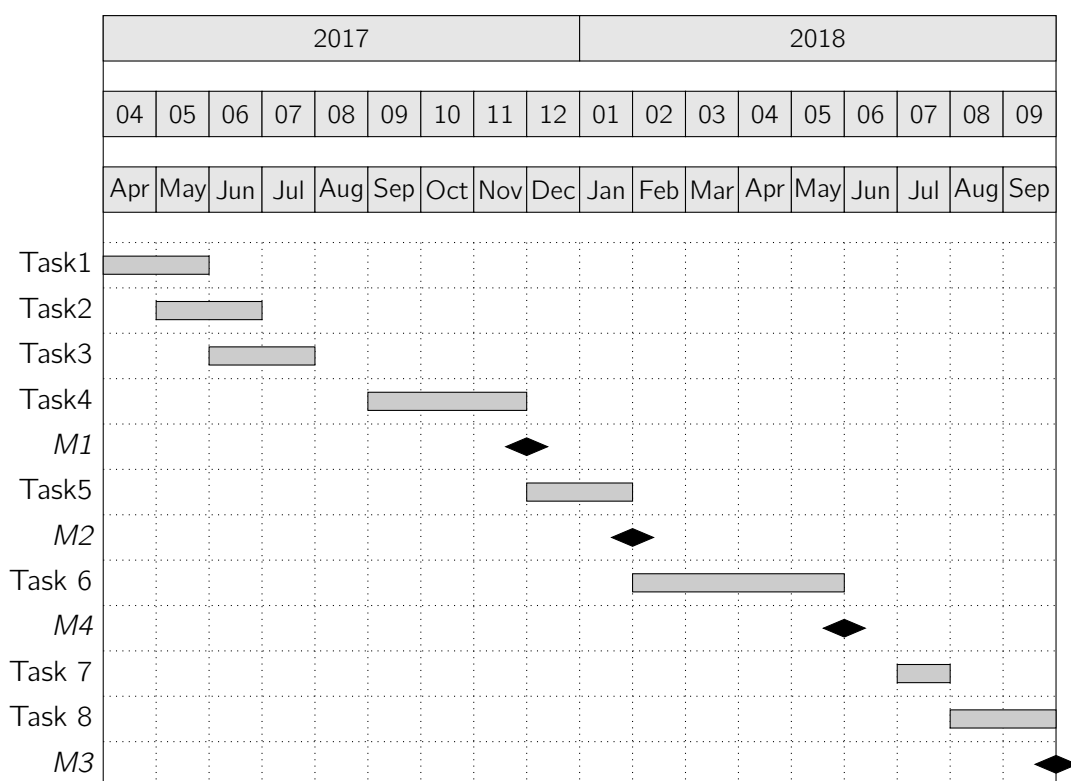 2017 2018
04 05 06 07 08 09 10 11 12 01 02 03 04 05 06 07 08 09
Apr May Jun Jul Aug Sep Oct Nov Dec Jan Feb Mar Apr May Jun Jul Aug Sep
Task1
Task2
Task3
Task4
M1
Task5
M2
Task 6
M4
Task 7
Task 8
M3